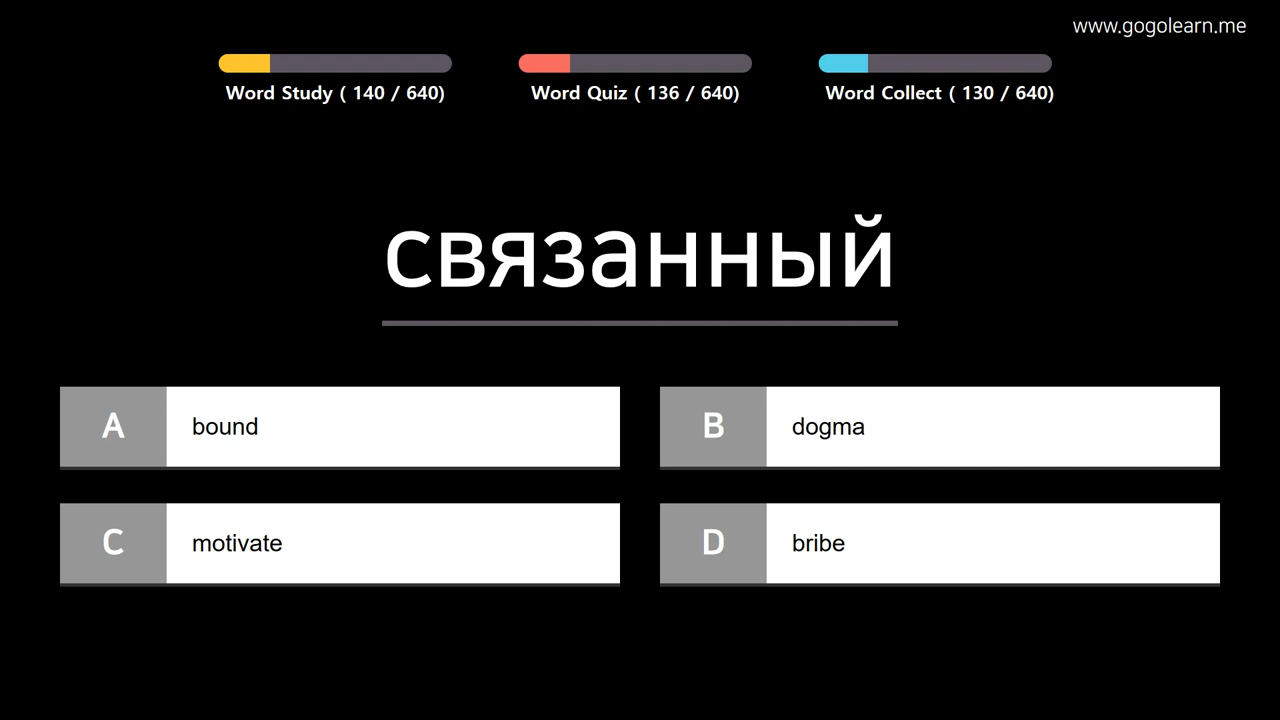 www.gogolearn.me
Word Study ( 140 / 640)
Word Quiz ( 136 / 640)
Word Collect ( 130 / 640)
связанный
A bound
B dogma
C motivate
D bribe